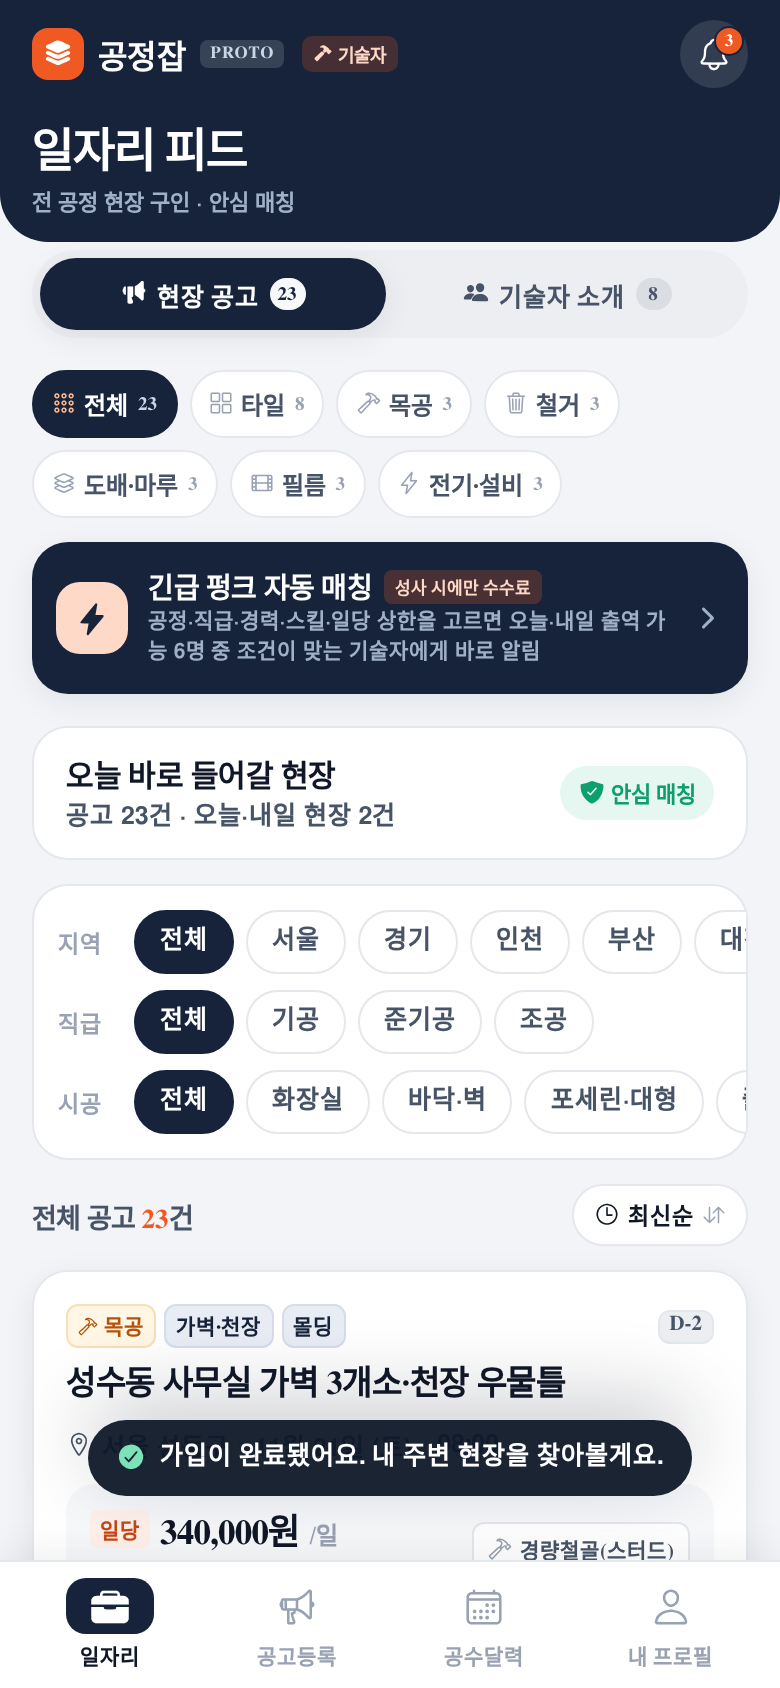 공정잡 PROTO 기술자 3
일자리 피드
전 공정 현장 구인 · 안심 매칭
현장 공고 23 기술자 소개 8
전체 23 타일 8 목공 3 철거 3
도배·마루 3 필름 3 전기·설비 3
긴급 펑크 자동 매칭 성사 시에만 수수료
공정·직급·경력·스킬·일당 상한을 고르면 오늘·내일 출역 가
능 6명 중 조건이 맞는 기술자에게 바로 알림
오늘 바로 들어갈 현장
공고 23건 · 오늘·내일 현장 2건
안심 매칭
지역 전체 서울 경기 인천 부산
직급 전체 기공 준기공 조공
시공 전체 화장실 바닥·벽 포세린·대형
전체 공고 23건 최신순
목공 가벽·천장 몰딩 D-2
성수동 사무실 가벽 3개소·천장 우물들
가입이 완료됐어요. 내 주변 현장을 찾아볼게요.
일당 340,000원 /일
경량철골(스터드)
일자리 공고등록 공수달력 내 프로필